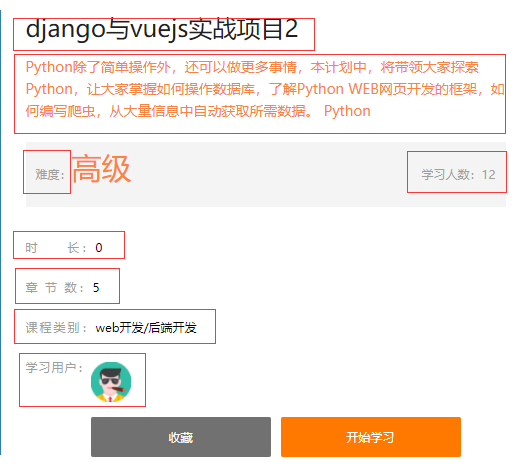 django与vuejs实战项目2
Python除了简单操作外，还可以做更多事情，本计划中，将带领大家探索
Python，让大家掌握如何操作数据库，了解Python WEB网页开发的框架，如
何编写爬虫，从大量信息中自动获取所需数据。 Python
难度：高级 学习人数：12
时 长：0
章 节 数：5
课程类别：web开发/后端开发
学习用户：
收藏 开始学习